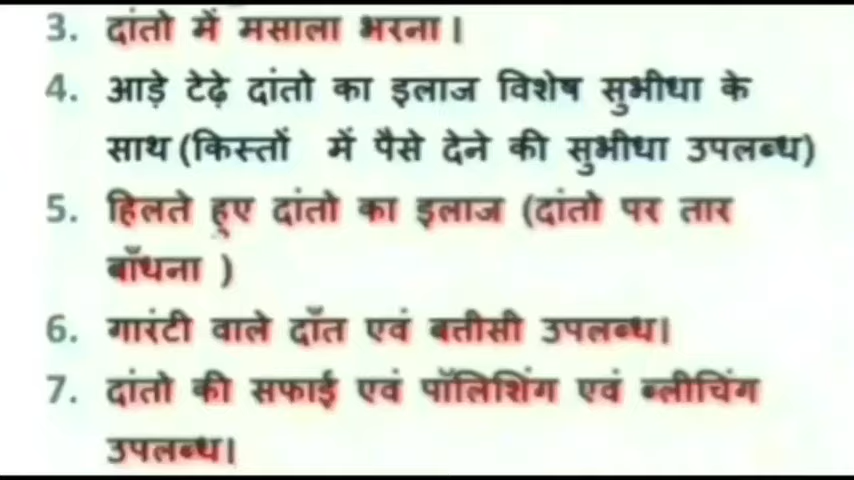 3. दांतो में मसाला भरना।
4. आड़े टेढ़े दांतो का इलाज विशेष सुभीधा के
साथ (किस्तों में पैसे देने की सुभीधा उपलब्ध)
5. हिलते हुए दांतो का इलाज (दांतो पर तार
बाँधना )
6. गारंटी वाले दाँत एवं बतीसी उपलब्ध।
7. दांतो की सफाई एवं पॉलिशिंग एवं ब्लीचिंग
उपलब्ध।